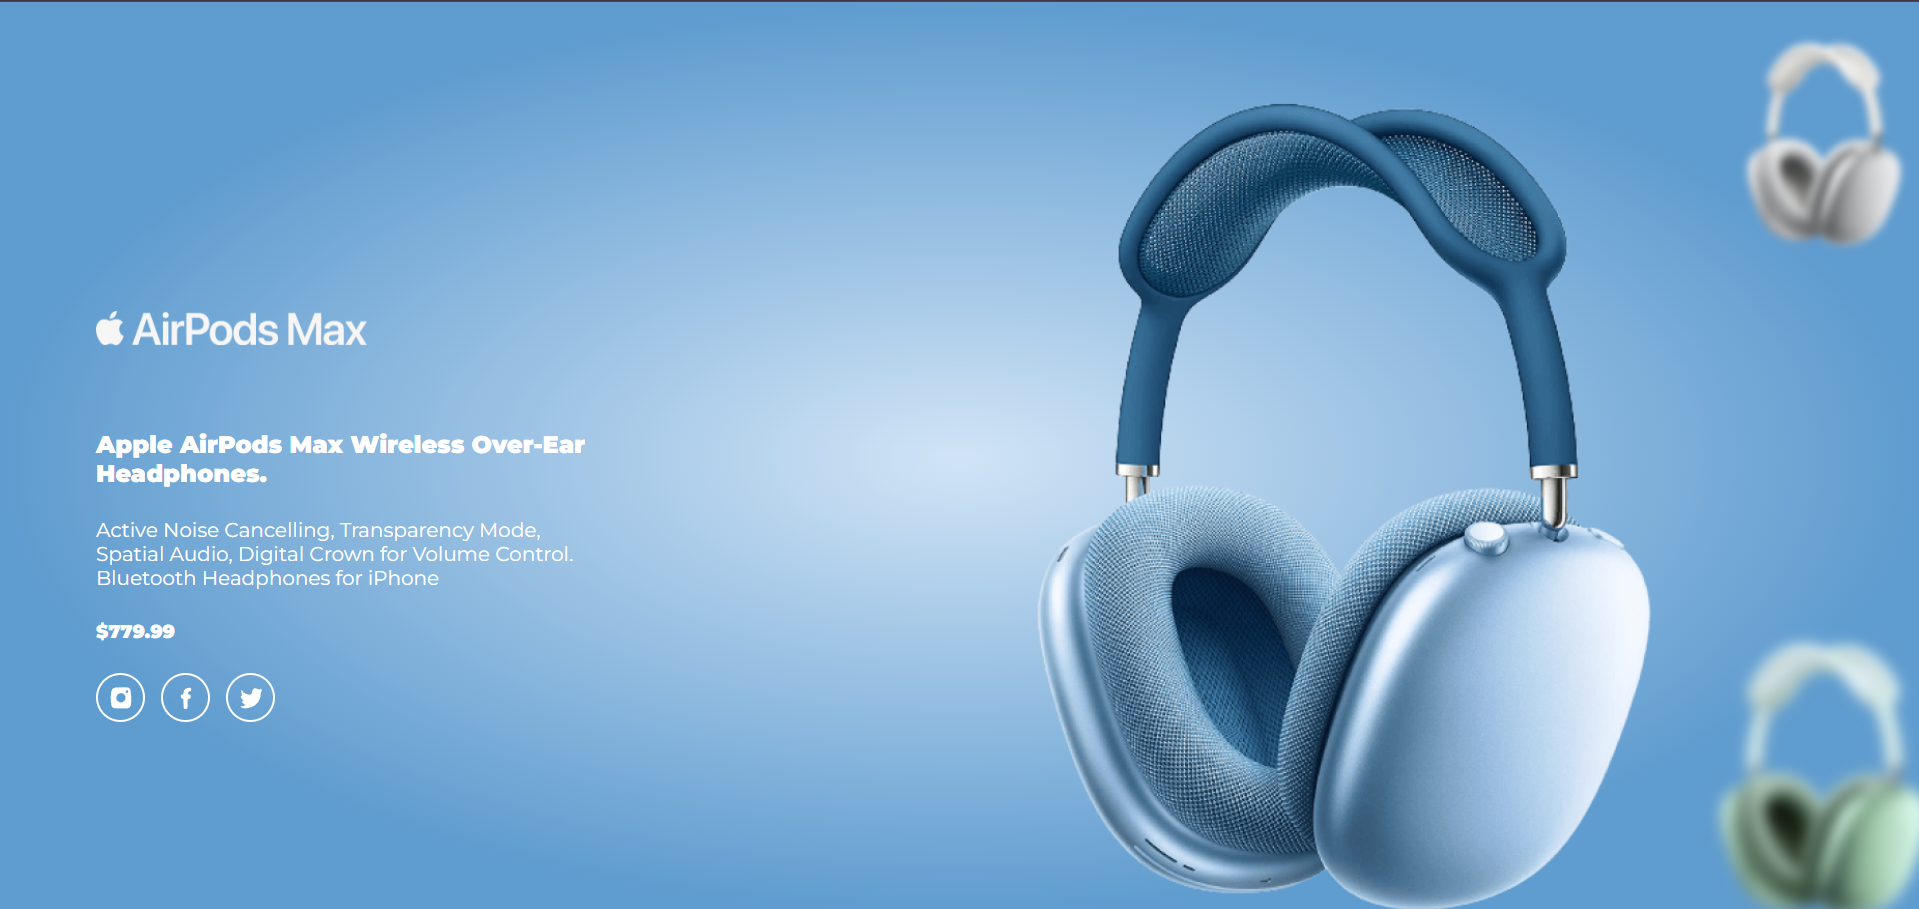 AirPods Max
Apple AirPods Max Wireless Over-Ear
Headphones.
Active Noise Cancelling, Transparency Mode,
Spatial Audio, Digital Crown for Volume Control.
Bluetooth Headphones for iPhone
$779.99